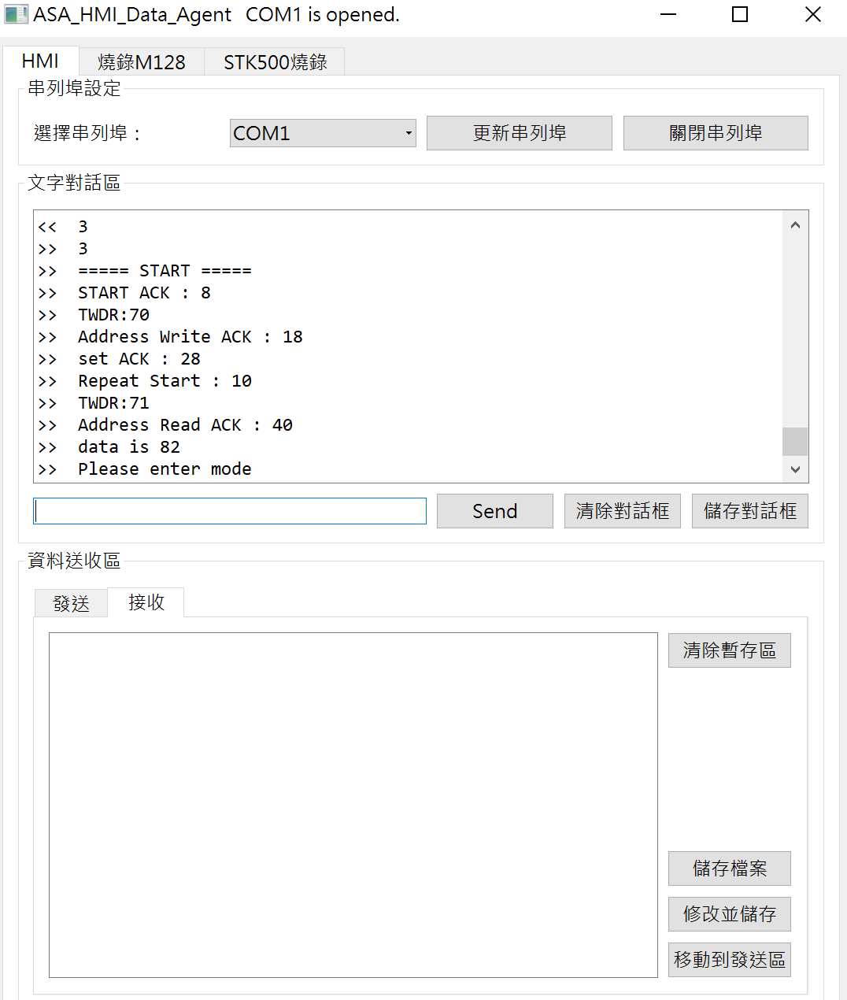 ASA_HMI_Data_Agent   COM1 is opened.
HMI 燒錄M128 STK500燒錄
串列埠設定
選擇串列埠： COM1 更新串列埠 關閉串列埠
文字對話區
<<  3
>>  3
>>  ===== START =====
>>  START ACK : 8
>>  TWDR:70
>>  Address Write ACK : 18
>>  set ACK : 28
>>  Repeat Start : 10
>>  TWDR:71
>>  Address Read ACK : 40
>>  data is 82
>>  Please enter mode
Send 清除對話框 儲存對話框
資料送收區
發送 接收
清除暫存區
儲存檔案
修改並儲存
移動到發送區